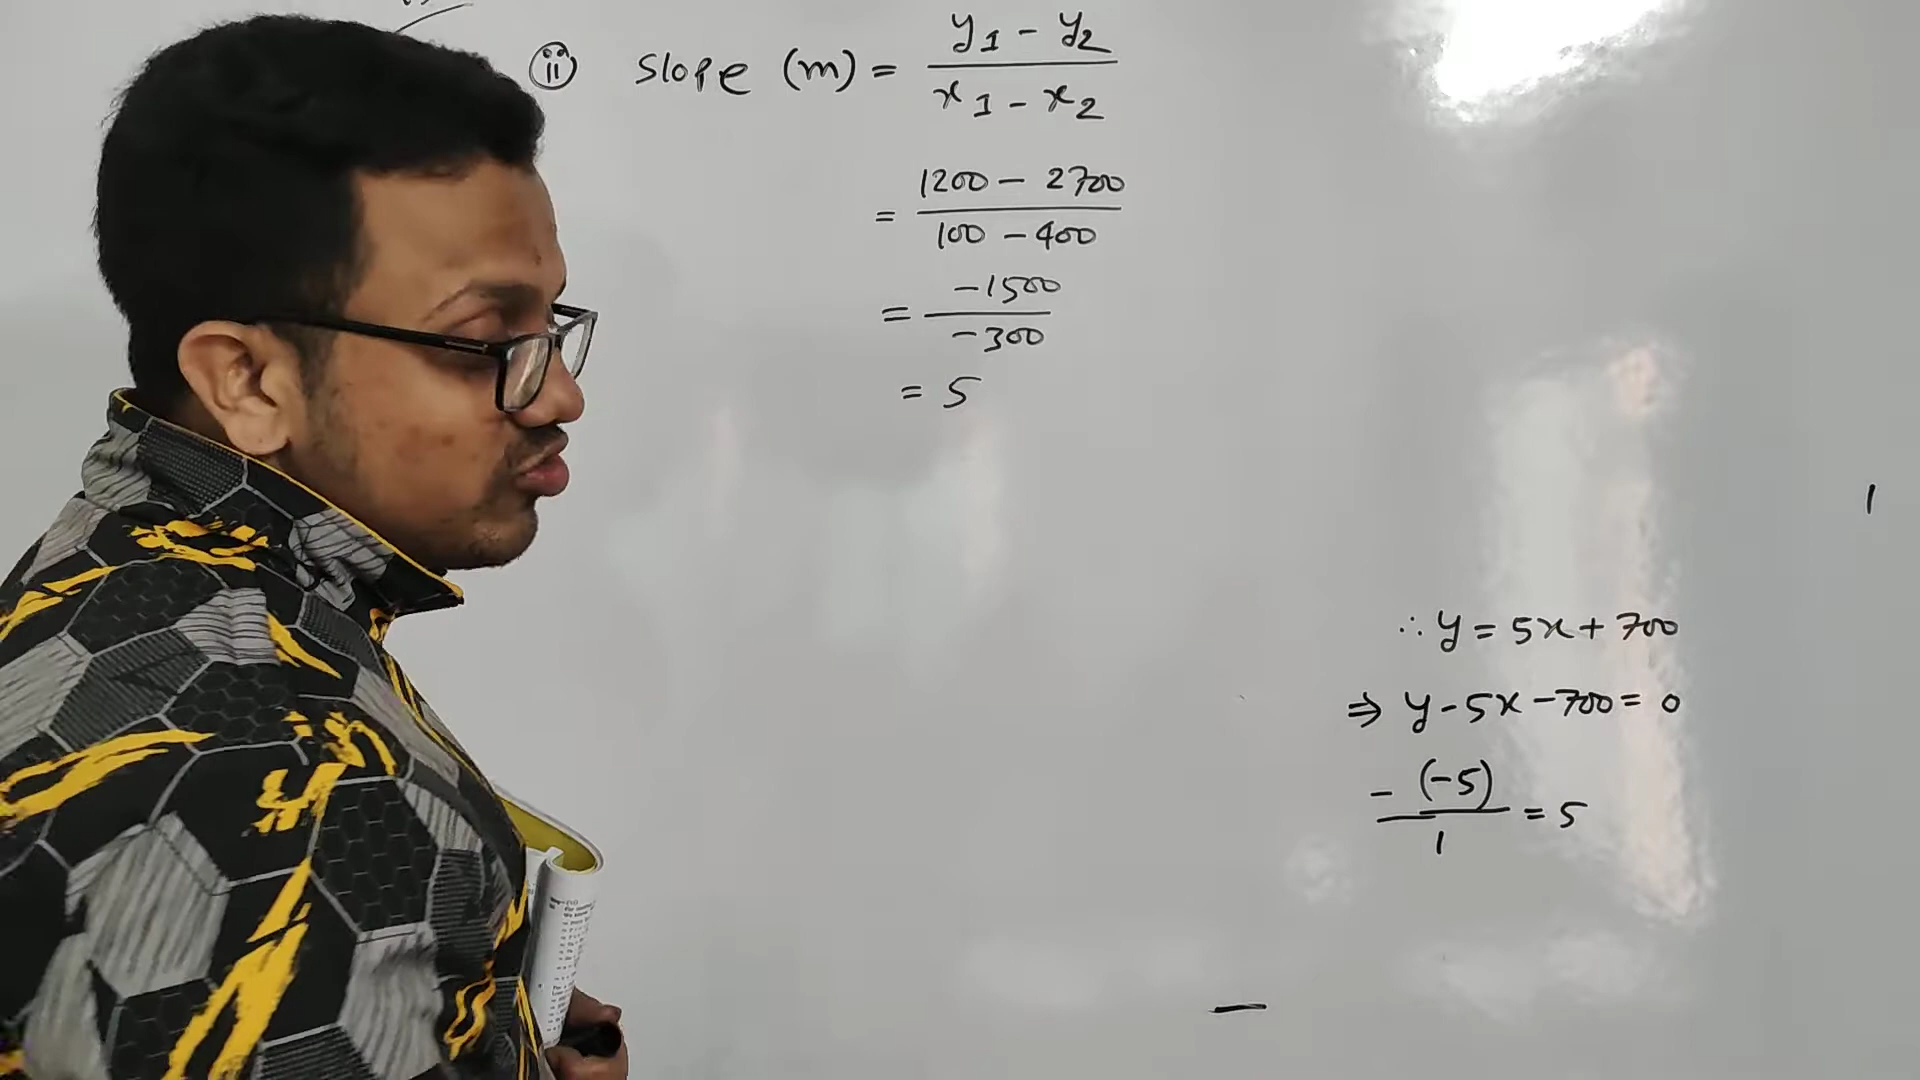 (ii) Slope (m) = (y1 - y2) / (x1 - x2)
= (1200 - 2700) / (100 - 400)
= -1500 / -300
= 5
∴ y = 5x + 700
⇒ y - 5x - 700 = 0
- (-5) / 1 = 5